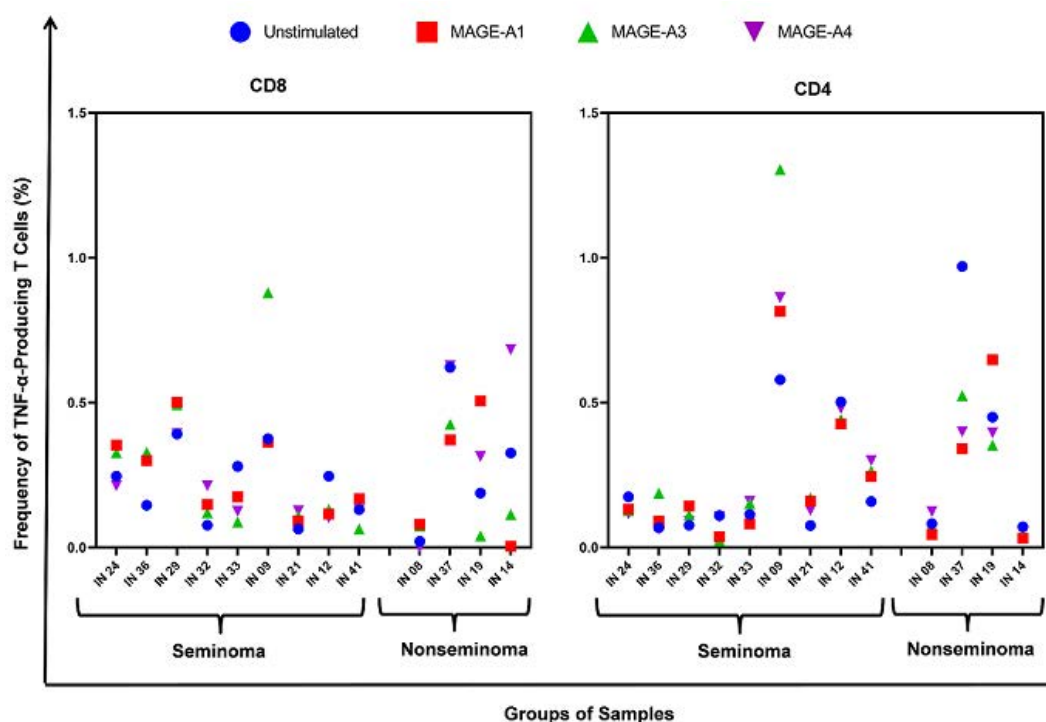 Unstimulated MAGE-A1 MAGE-A3 MAGE-A4
CD8
CD4
Frequency of TNF-α-Producing T Cells (%)
1.5
1.0
0.5
0.0
IN 24 IN 36 IN 29 IN 32 IN 33 IN 09 IN 21 IN 12 IN 41 IN 08 IN 37 IN 19 IN 14
Seminoma Nonseminoma
1.5
1.0
0.5
0.0
IN 24 IN 36 IN 29 IN 32 IN 33 IN 09 IN 21 IN 12 IN 41 IN 08 IN 37 IN 19 IN 14
Seminoma Nonseminoma
Groups of Samples